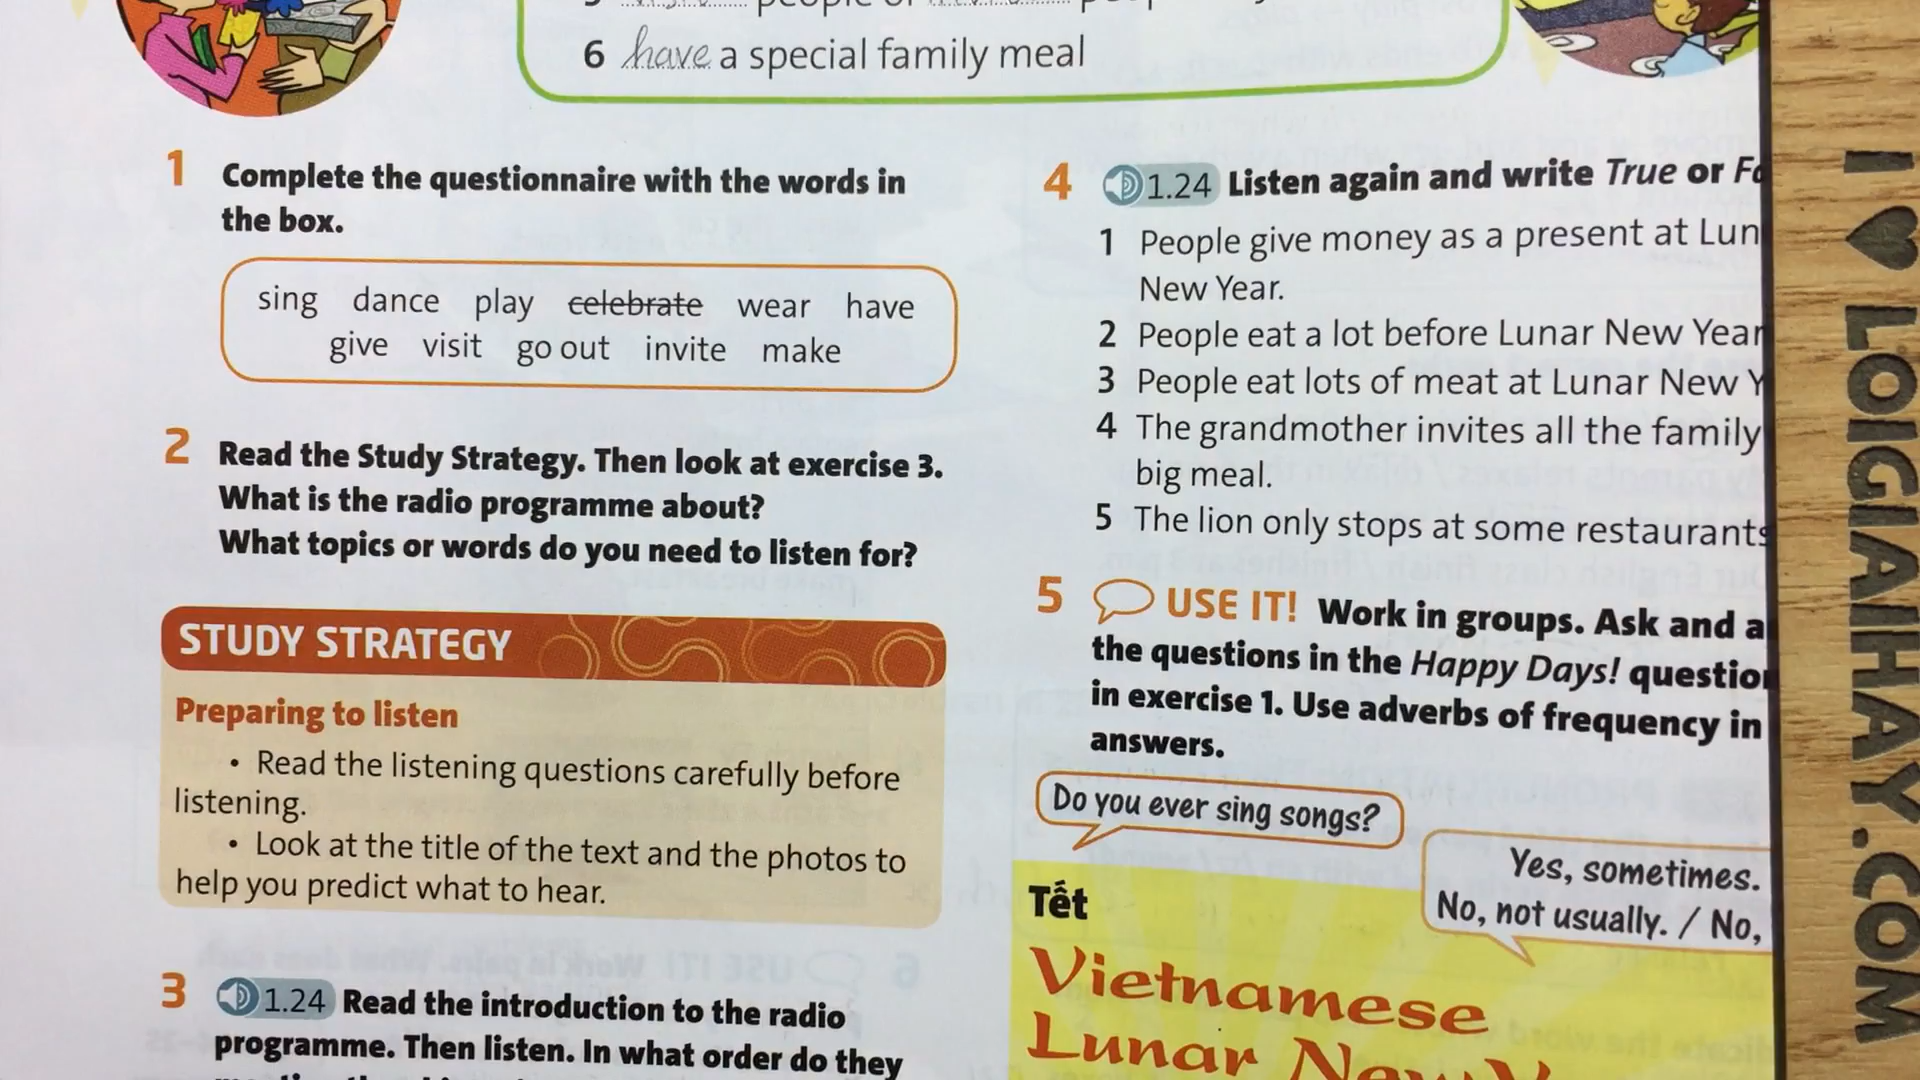 people or
6 have a special family meal
1 Complete the questionnaire with the words in
the box.
sing dance play celebrate wear have
give visit go out invite make
2 Read the Study Strategy. Then look at exercise 3.
What is the radio programme about?
What topics or words do you need to listen for?
STUDY STRATEGY
Preparing to listen
• Read the listening questions carefully before
listening.
• Look at the title of the text and the photos to
help you predict what to hear.
3 1.24 Read the introduction to the radio
programme. Then listen. In what order do they
4 1.24 Listen again and write True or
1 People give money as a present at Lun
New Year.
2 People eat a lot before Lunar New Year
3 People eat lots of meat at Lunar New Y
4 The grandmother invites all the family
big meal.
5 The lion only stops at some restaurants
5 USE IT! Work in groups. Ask and a
the questions in the Happy Days! question
in exercise 1. Use adverbs of frequency in
answers.
Do you ever sing songs?
Yes, sometimes.
No, not usually. / No,
Tết
Vietnamese
Lunar New Y
I ♥ LOIGIAIHAY.COM